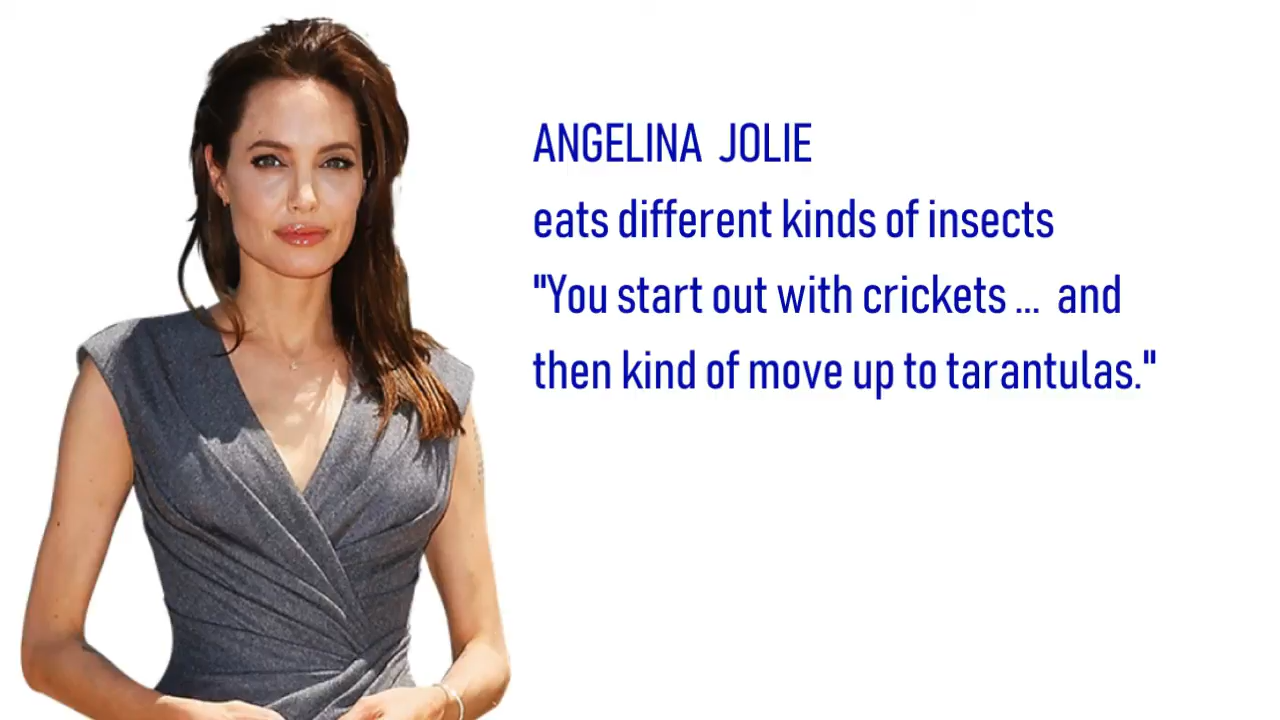 ANGELINA JOLIE
eats different kinds of insects
"You start out with crickets ... and
then kind of move up to tarantulas."